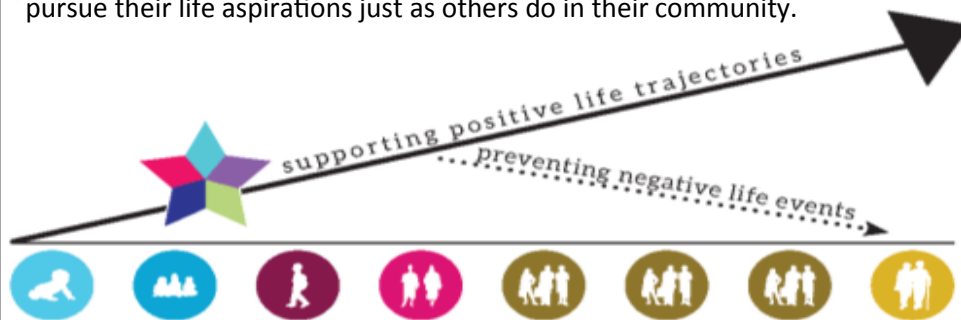 pursue their life aspirations just as others do in their community.
supporting positive life trajectories
preventing negative life events